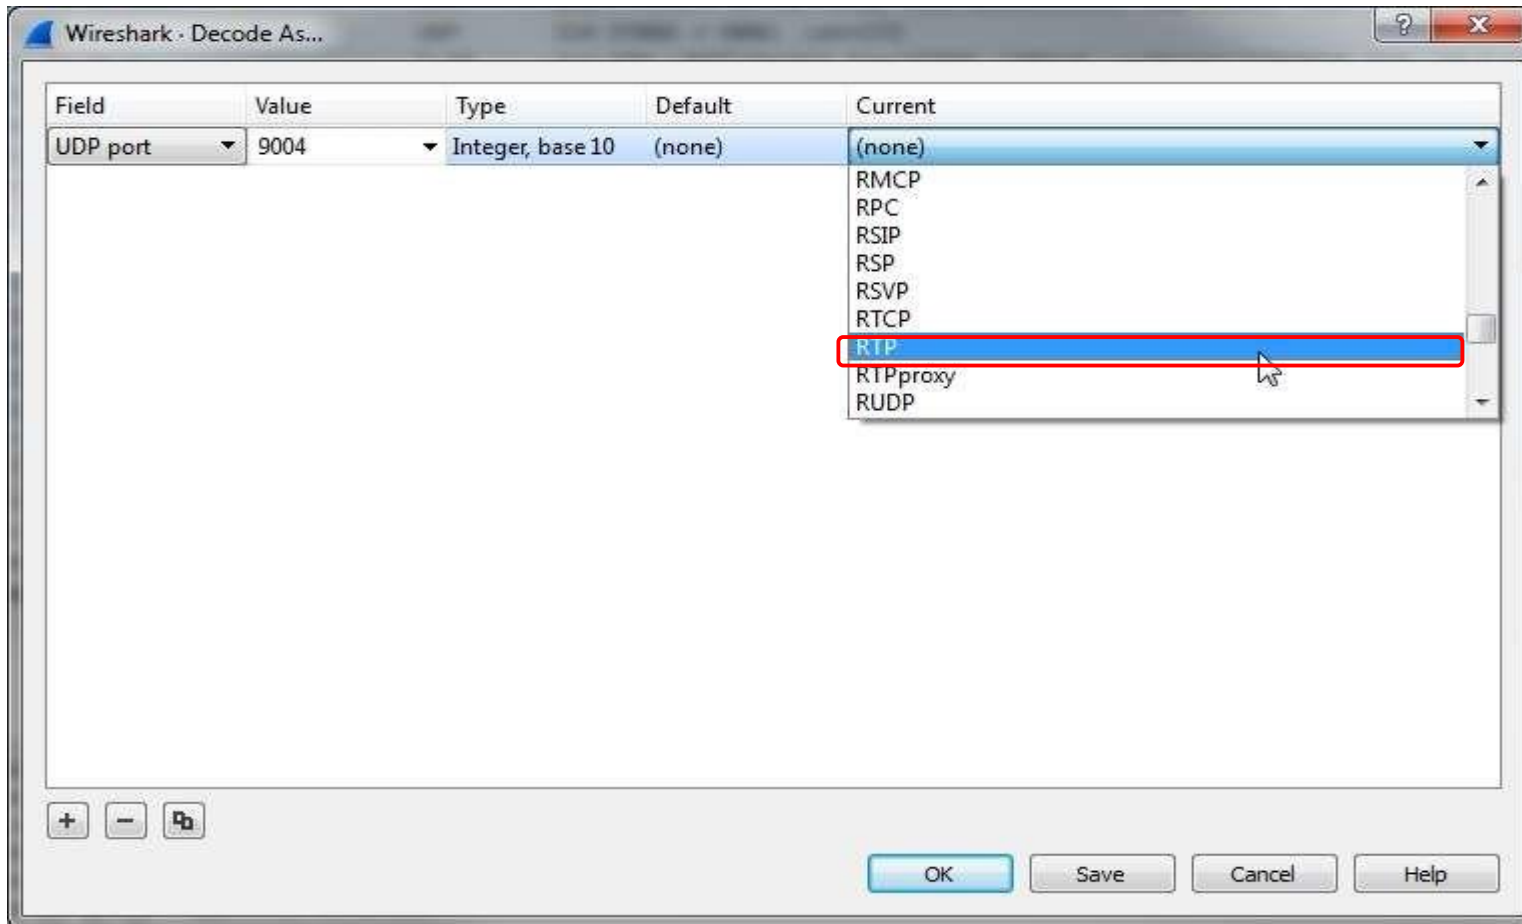 Wireshark · Decode As...
Field Value Type Default Current
UDP port 9004 Integer, base 10 (none) (none)
RMCP
RPC
RSIP
RSP
RSVP
RTCP
RTP
RTPproxy
RUDP
OK Save Cancel Help